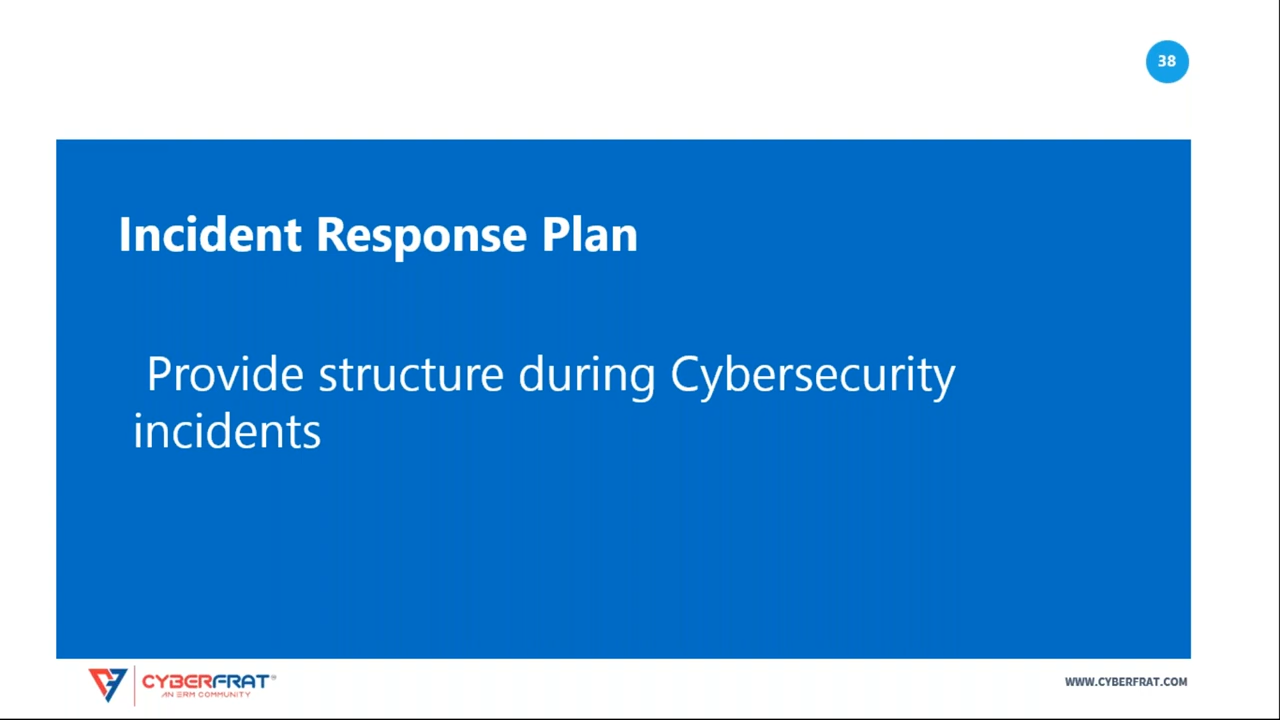 38
Incident Response Plan
Provide structure during Cybersecurity
incidents
CYBERFRAT®
AN ERM COMMUNITY
WWW.CYBERFRAT.COM